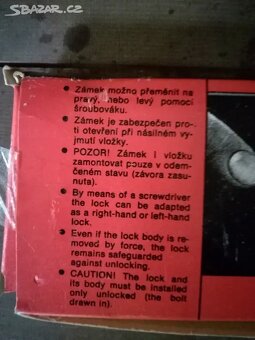 SBAZAR.CZ
• Zámek možno přeměnit na
pravý, nebo levý pomocí
šroubováku.
• Zámek je zabezpečen pro-
ti otevření při násilném vy-
jmutí vložky.
• POZOR! Zámek i vložku
zamontovat pouze v odem-
čeném stavu (závora zasu-
nuta).
• By means of a screwdriver
the lock can be adapted
as a right-hand or left-hand
lock.
• Even if the lock body is re-
moved by force, the lock
remains safeguarded
against unlocking.
• CAUTION! The lock and
its body must be installed
only unlocked (the bolt
drawn in).